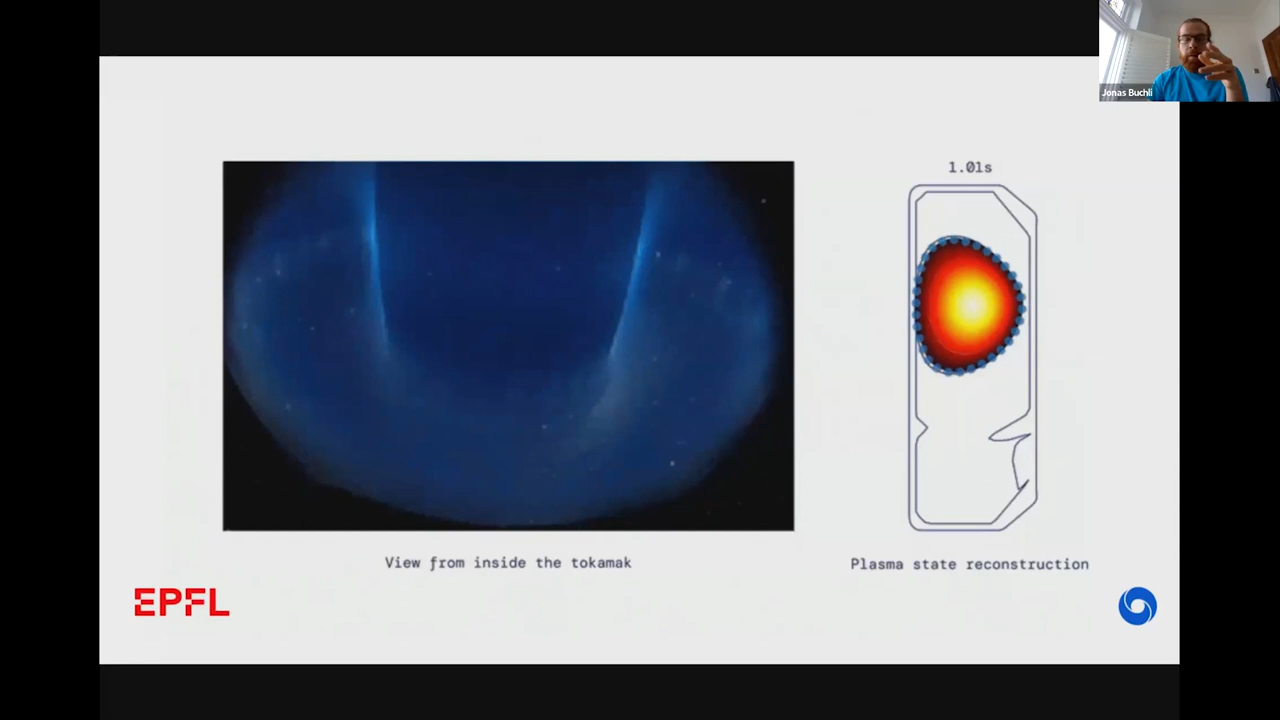 Jonas Buchli
1.01s
View from inside the tokamak
Plasma state reconstruction
EPFL